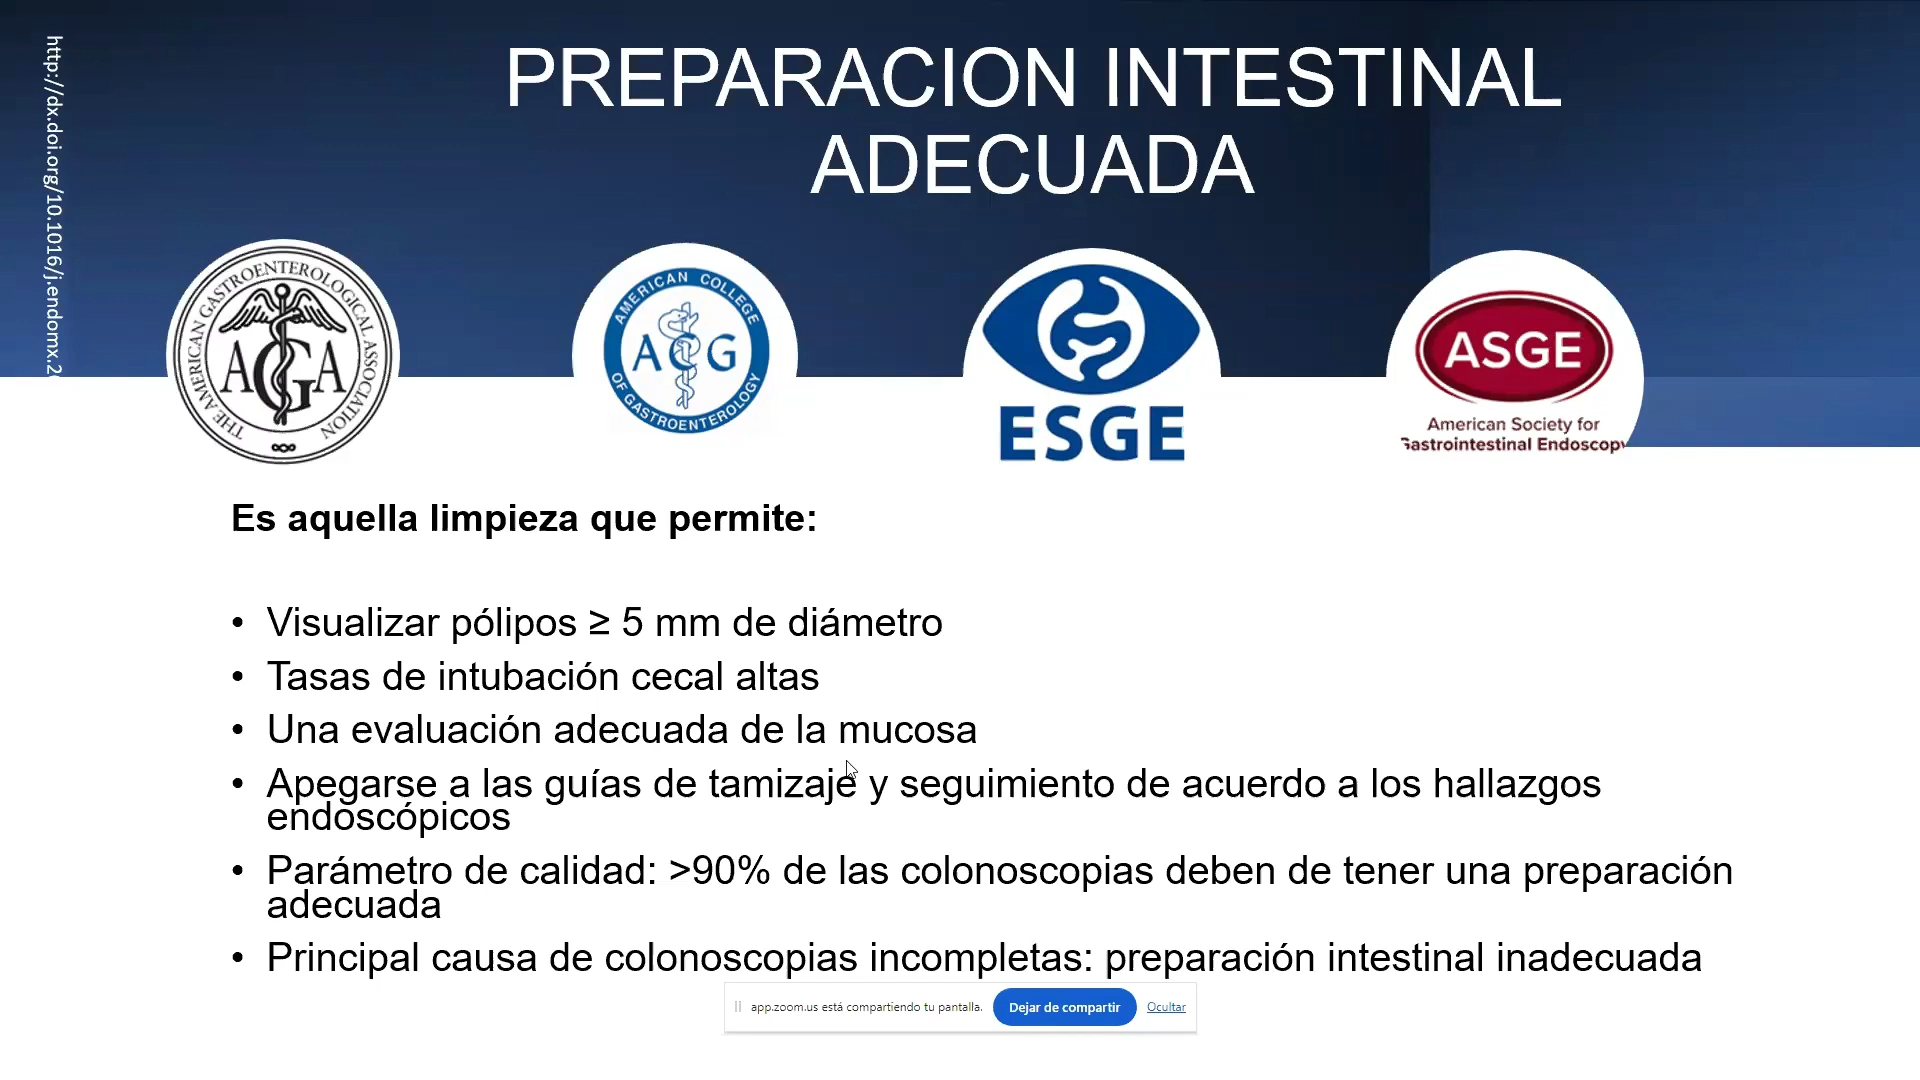 PREPARACION INTESTINAL
ADECUADA
http://dx.doi.org/10.1016/j.endomx.2
THE AMERICAN GASTROENTEROLOGICAL ASSOCIATION
AGA
AMERICAN COLLEGE
ACG
OF GASTROENTEROLOGY
ESGE
ASGE
American Society for
Gastrointestinal Endoscopy
Es aquella limpieza que permite:
• Visualizar pólipos ≥ 5 mm de diámetro
• Tasas de intubación cecal altas
• Una evaluación adecuada de la mucosa
• Apegarse a las guías de tamizaje y seguimiento de acuerdo a los hallazgos
endoscópicos
• Parámetro de calidad: >90% de las colonoscopias deben de tener una preparación
adecuada
• Principal causa de colonoscopias incompletas: preparación intestinal inadecuada
app.zoom.us está compartiendo tu pantalla.
Dejar de compartir
Ocultar